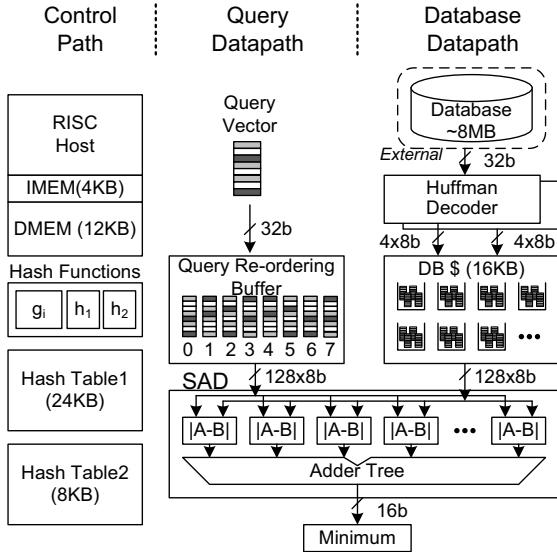 Control
Path
Query
Datapath
Database
Datapath
RISC
Host
IMEM(4KB)
DMEM (12KB)
Hash Functions
gi
h1
h2
Hash Table1
(24KB)
Hash Table2
(8KB)
Query
Vector
32b
Query Re-ordering
Buffer
0 1 2 3 4 5 6 7
128x8b
Database
~8MB
External
32b
Huffman
Decoder
4x8b
4x8b
DB $ (16KB)
•••
128x8b
SAD
|A-B| |A-B| |A-B| |A-B| ••• |A-B|
Adder Tree
16b
Minimum